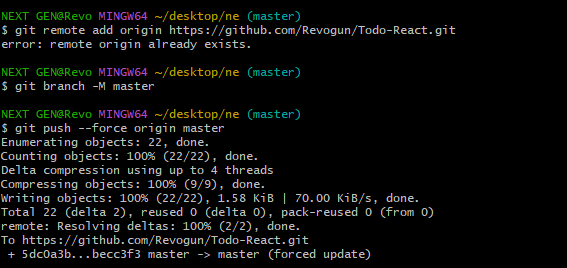 NEXT GEN@Revo MINGW64 ~/desktop/ne (master)
$ git remote add origin https://github.com/Revogun/Todo-React.git
error: remote origin already exists.
NEXT GEN@Revo MINGW64 ~/desktop/ne (master)
$ git branch -M master
NEXT GEN@Revo MINGW64 ~/desktop/ne (master)
$ git push --force origin master
Enumerating objects: 22, done.
Counting objects: 100% (22/22), done.
Delta compression using up to 4 threads
Compressing objects: 100% (9/9), done.
Writing objects: 100% (22/22), 1.58 KiB | 70.00 KiB/s, done.
Total 22 (delta 2), reused 0 (delta 0), pack-reused 0 (from 0)
remote: Resolving deltas: 100% (2/2), done.
To https://github.com/Revogun/Todo-React.git
 + 5dc0a3b...becc3f3 master -> master (forced update)